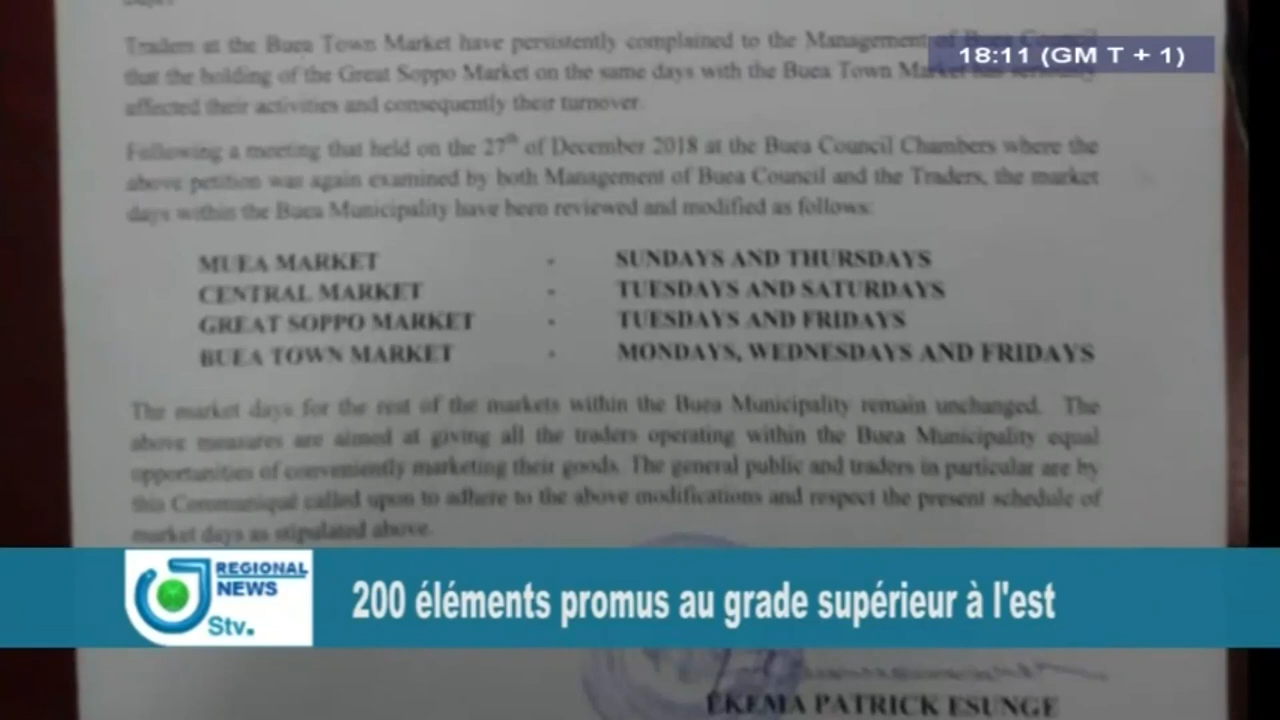 Traders at the Buea Town Market have persistently complained to the Management of Buea Council
18:11 (GM T + 1)
that the holding of the Great Soppo Market on the same days with the Buea Town Market has seriously
affected their activities and consequently their turnover.
Following a meeting that held on the 27th of December 2018 at the Buea Council Chambers where the
above petition was again examined by both Management of Buea Council and the Traders, the market
days within the Buea Municipality have been reviewed and modified as follows:
MUEA MARKET - SUNDAYS AND THURSDAYS
CENTRAL MARKET - TUESDAYS AND SATURDAYS
GREAT SOPPO MARKET - TUESDAYS AND FRIDAYS
BUEA TOWN MARKET - MONDAYS, WEDNESDAYS AND FRIDAYS
The market days for the rest of the markets within the Buea Municipality remain unchanged. The
above measures are aimed at giving all the traders operating within the Buea Municipality equal
opportunities of conveniently marketing their goods. The general public and traders in particular are by
this Communiqué called upon to adhere to the above modifications and respect the present schedule of
market days as stipulated above.
REGIONAL
NEWS
Stv.
200 éléments promus au grade supérieur à l'est
EKEMA PATRICK ESUNGE